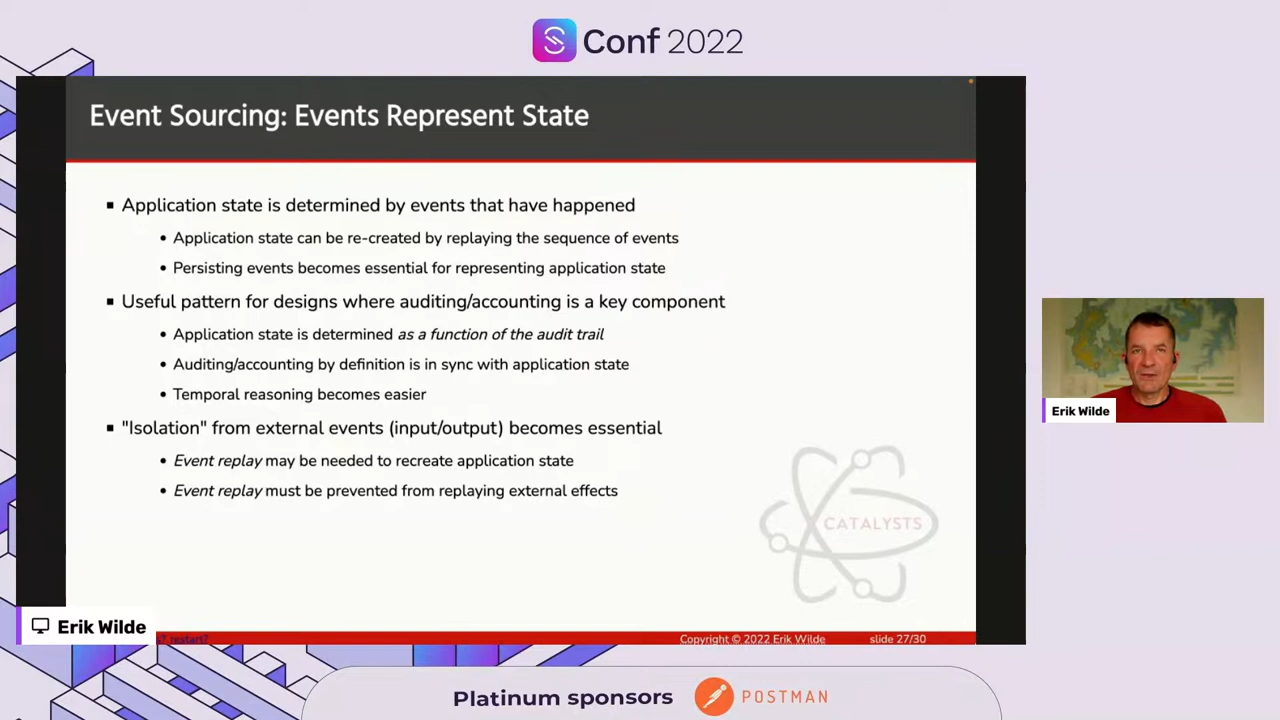 Conf 2022
Event Sourcing: Events Represent State
Application state is determined by events that have happened
Application state can be re-created by replaying the sequence of events
Persisting events becomes essential for representing application state
Useful pattern for designs where auditing/accounting is a key component
Application state is determined as a function of the audit trail
Auditing/accounting by definition is in sync with application state
Temporal reasoning becomes easier
"Isolation" from external events (input/output) becomes essential
Event replay may be needed to recreate application state
Event replay must be prevented from replaying external effects
CATALYSTS
Erik Wilde
Erik Wilde
restart?
Copyright © 2022 Erik Wilde
slide 27/30
Platinum sponsors
POSTMAN